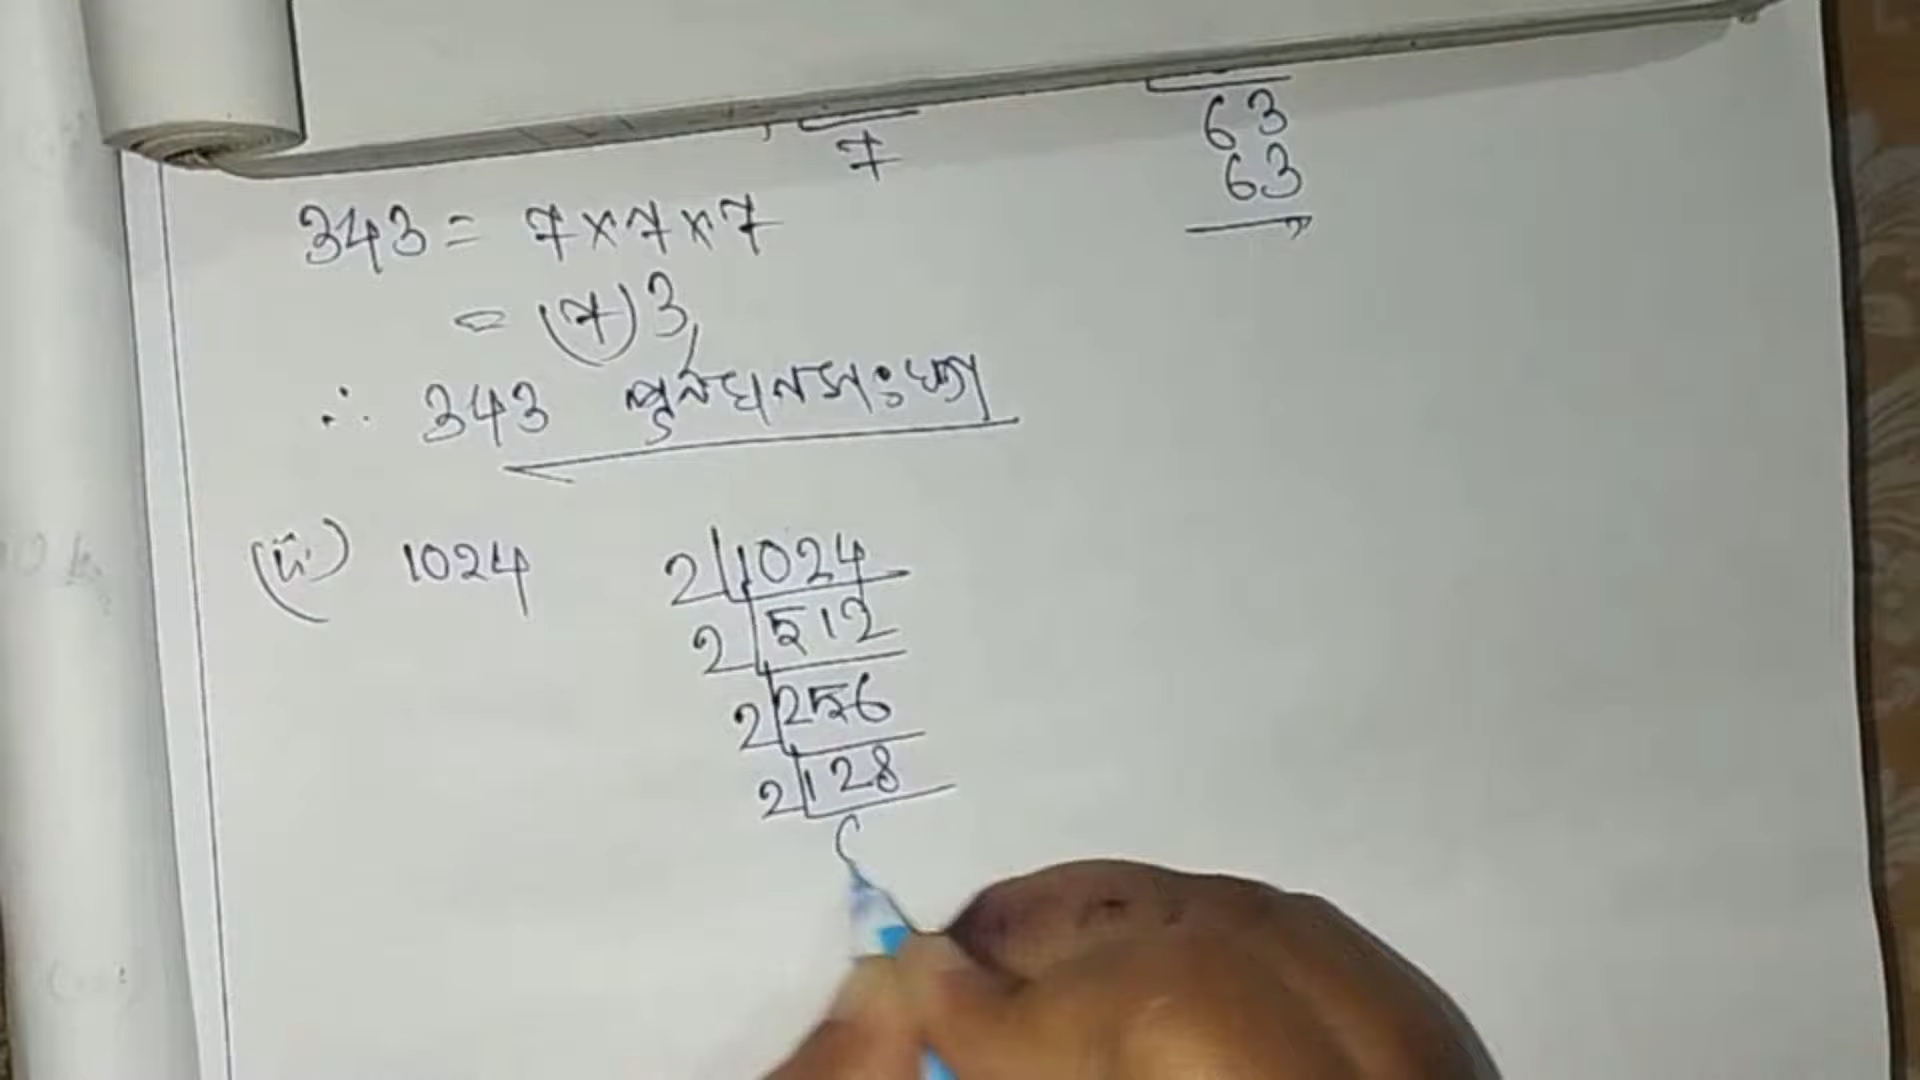 7
63
63
343 = 7×7×7
= (7)3
∴ 343 পূর্নঘনসংখ্যা
(ii) 1024
2 | 1024
2 | 512
2 | 256
2 | 128